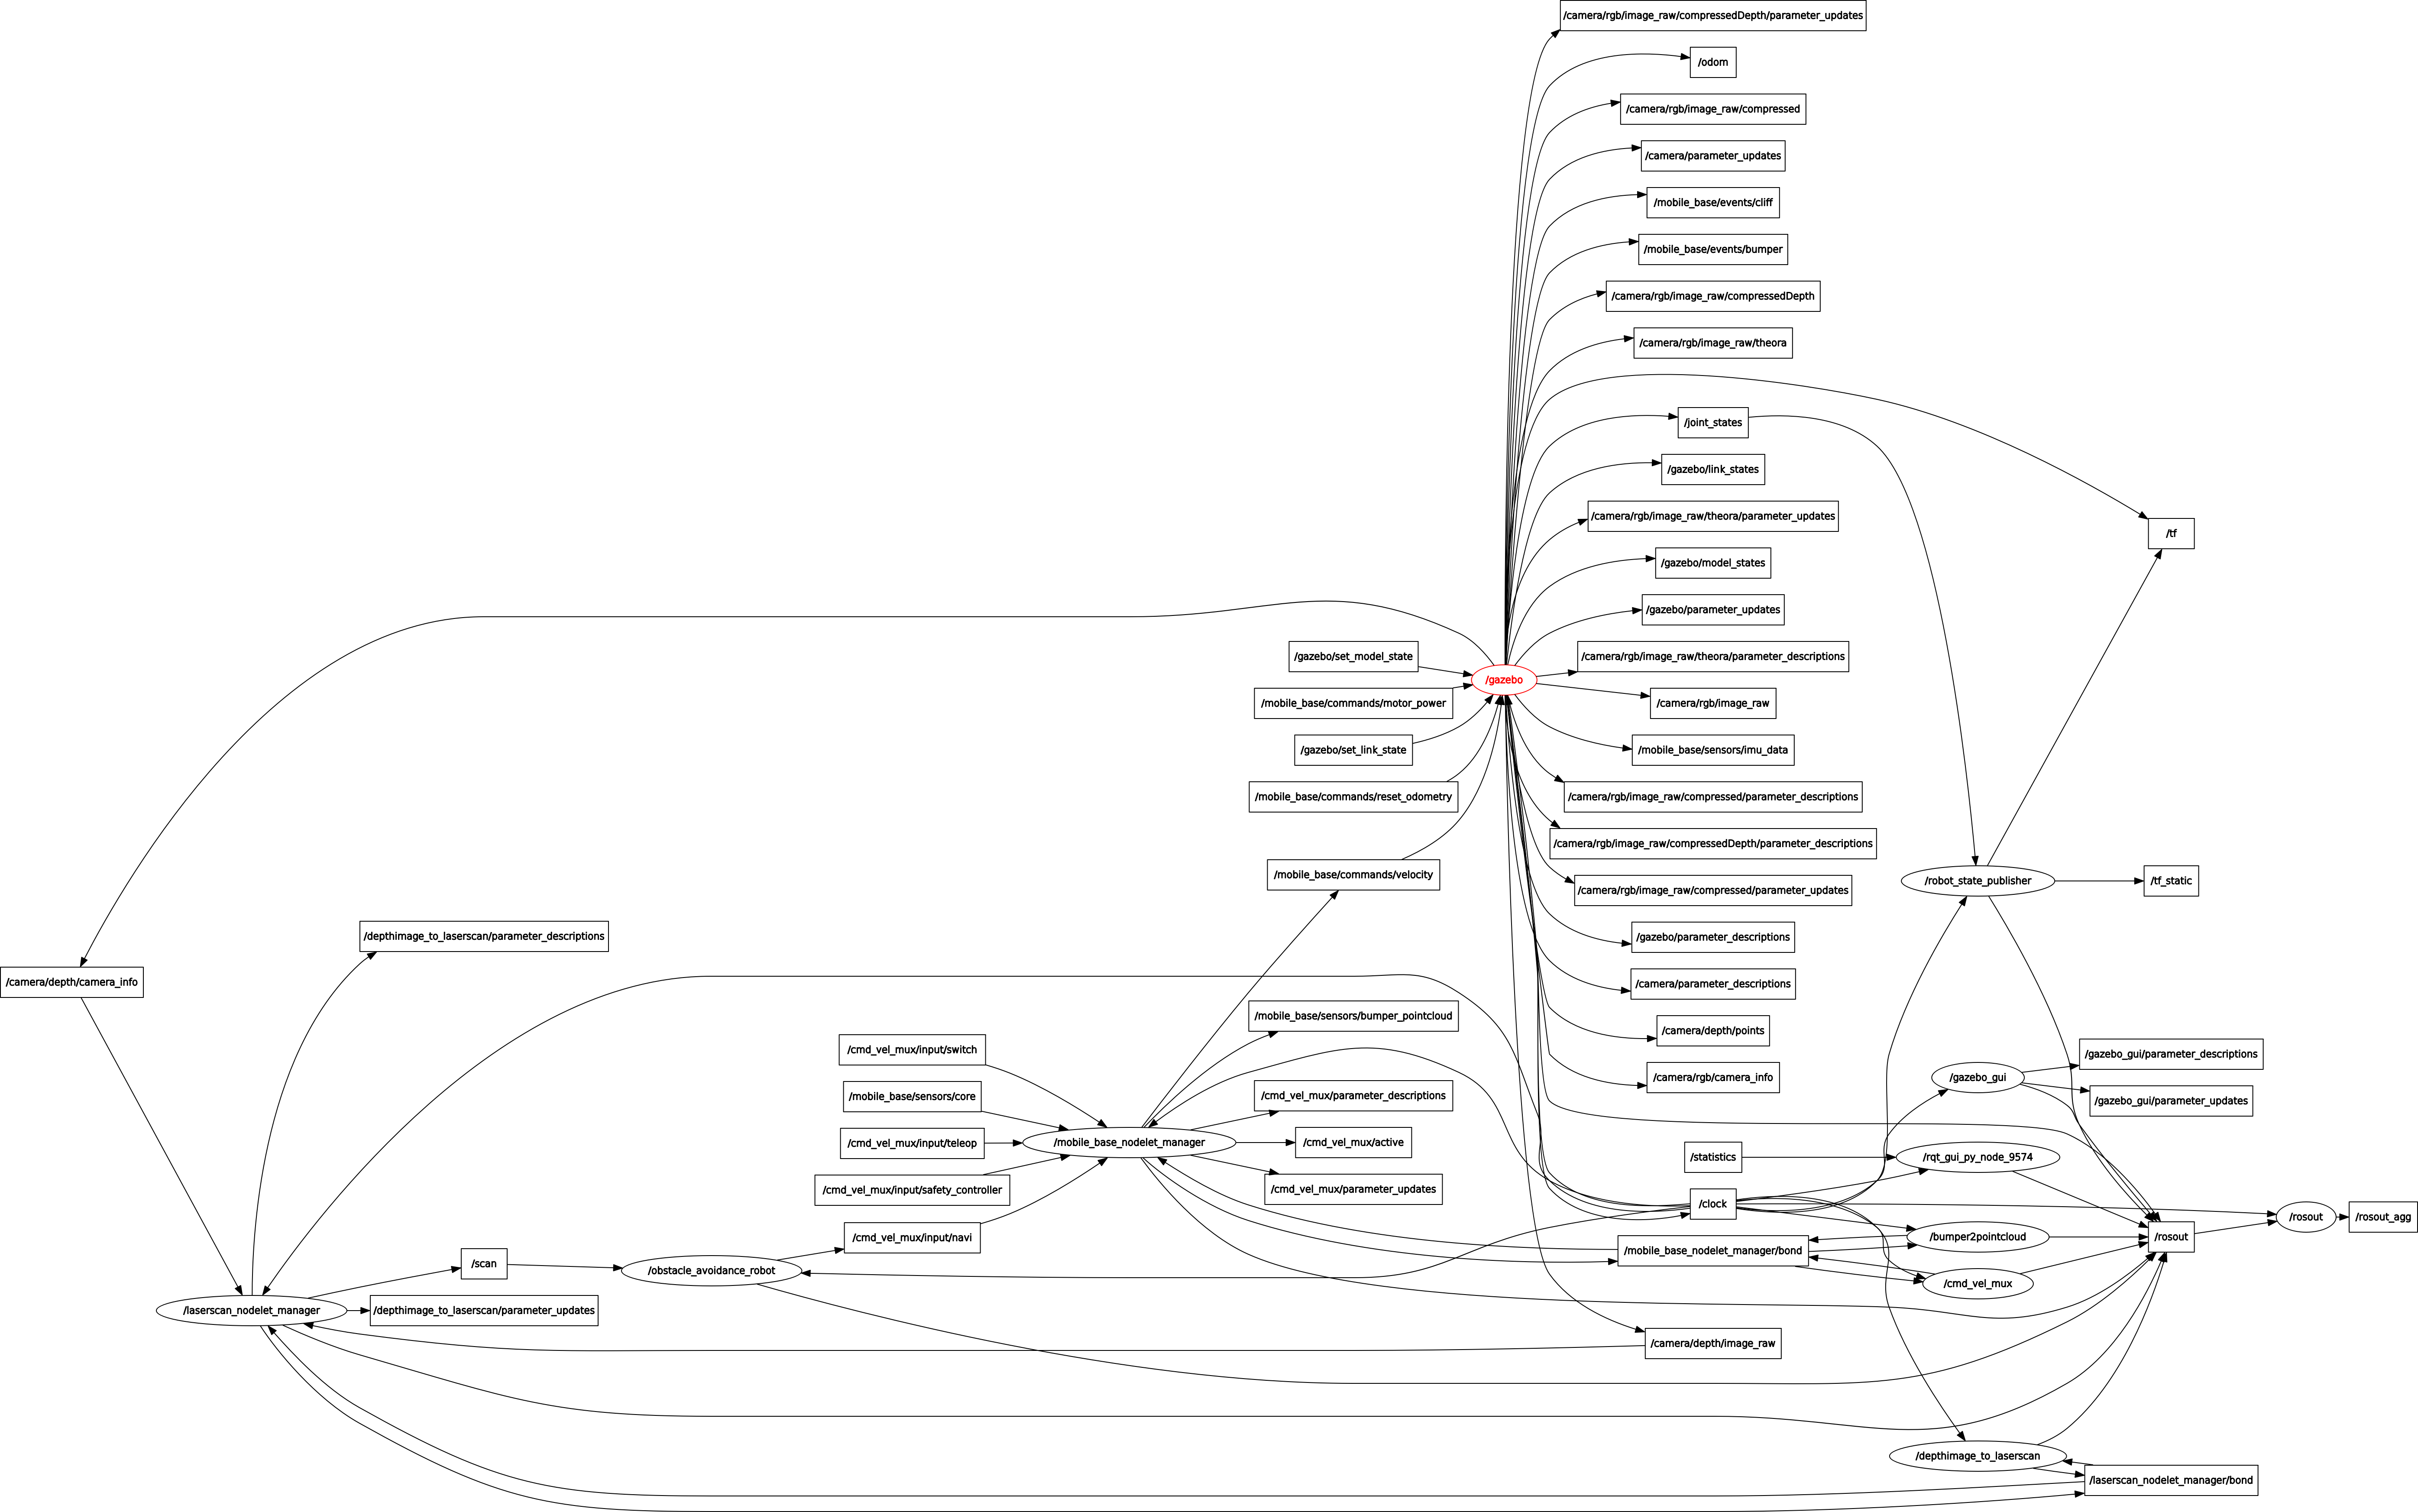 /camera/rgb/image_raw/compressedDepth/parameter_updates
/odom
/camera/rgb/image_raw/compressed
/camera/parameter_updates
/mobile_base/events/cliff
/mobile_base/events/bumper
/camera/rgb/image_raw/compressedDepth
/camera/rgb/image_raw/theora
/joint_states
/gazebo/link_states
/camera/rgb/image_raw/theora/parameter_updates
/tf
/gazebo/model_states
/gazebo/parameter_updates
/gazebo/set_model_state
/camera/rgb/image_raw/theora/parameter_descriptions
/gazebo
/mobile_base/commands/motor_power
/camera/rgb/image_raw
/gazebo/set_link_state
/mobile_base/sensors/imu_data
/mobile_base/commands/reset_odometry
/camera/rgb/image_raw/compressed/parameter_descriptions
/camera/rgb/image_raw/compressedDepth/parameter_descriptions
/mobile_base/commands/velocity
/robot_state_publisher
/tf_static
/camera/rgb/image_raw/compressed/parameter_updates
/depthimage_to_laserscan/parameter_descriptions
/gazebo/parameter_descriptions
/camera/depth/camera_info
/camera/parameter_descriptions
/mobile_base/sensors/bumper_pointcloud
/camera/depth/points
/cmd_vel_mux/input/switch
/gazebo_gui/parameter_descriptions
/camera/rgb/camera_info
/gazebo_gui
/mobile_base/sensors/core
/cmd_vel_mux/parameter_descriptions
/gazebo_gui/parameter_updates
/cmd_vel_mux/input/teleop
/mobile_base_nodelet_manager
/cmd_vel_mux/active
/statistics
/rqt_gui_py_node_9574
/cmd_vel_mux/input/safety_controller
/cmd_vel_mux/parameter_updates
/clock
/rosout
/rosout_agg
/cmd_vel_mux/input/navi
/bumper2pointcloud
/rosout
/mobile_base_nodelet_manager/bond
/scan
/obstacle_avoidance_robot
/cmd_vel_mux
/laserscan_nodelet_manager
/depthimage_to_laserscan/parameter_updates
/camera/depth/image_raw
/depthimage_to_laserscan
/laserscan_nodelet_manager/bond